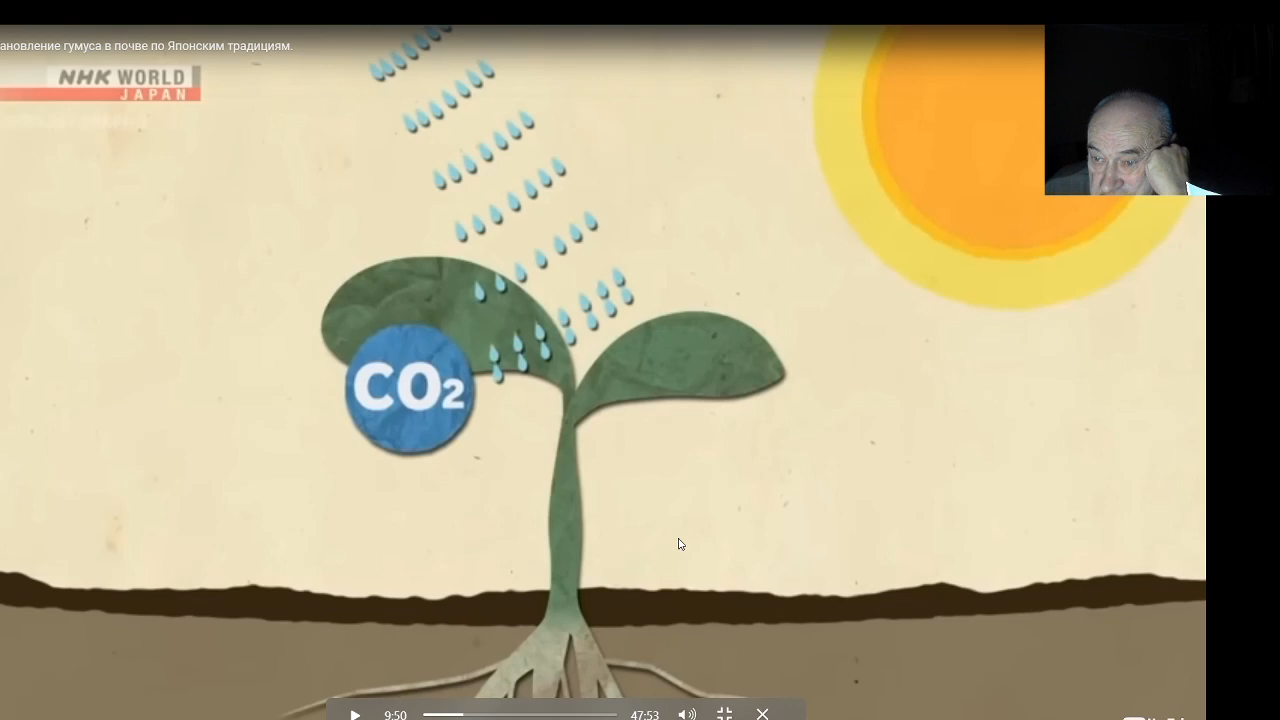 ановление гумуса в почве по Японским традициям.
NHK WORLD
JAPAN
CO2
9:50
47:53